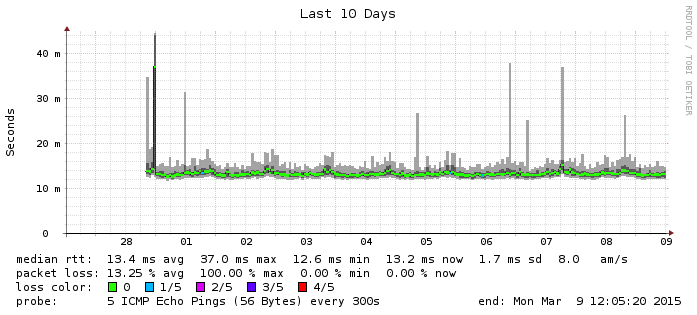 Last 10 Days
RRDTOOL / TOBI OETIKER
Seconds
40 m
30 m
20 m
10 m
0
28 01 02 03 04 05 06 07 08 09
median rtt: 13.4 ms avg 37.0 ms max 12.6 ms min 13.2 ms now 1.7 ms sd 8.0 am/s
packet loss: 13.25 % avg 100.00 % max 0.00 % min 0.00 % now
loss color: 0 1/5 2/5 3/5 4/5
probe: 5 ICMP Echo Pings (56 Bytes) every 300s end: Mon Mar 9 12:05:20 2015